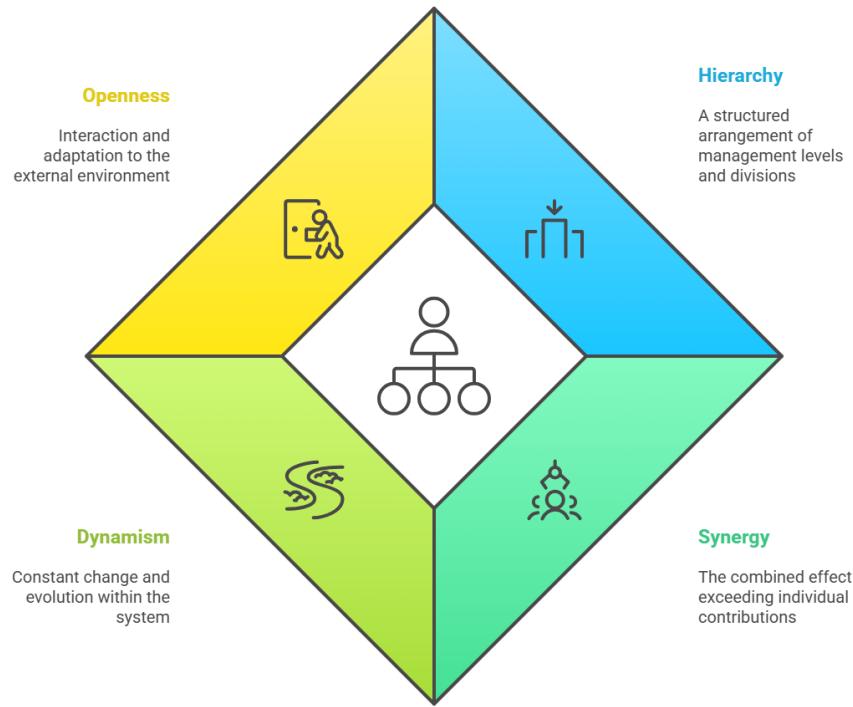 Openness
Interaction and
adaptation to the
external environment
Hierarchy
A structured
arrangement of
management levels
and divisions
Dynamism
Constant change and
evolution within the
system
Synergy
The combined effect
exceeding individual
contributions